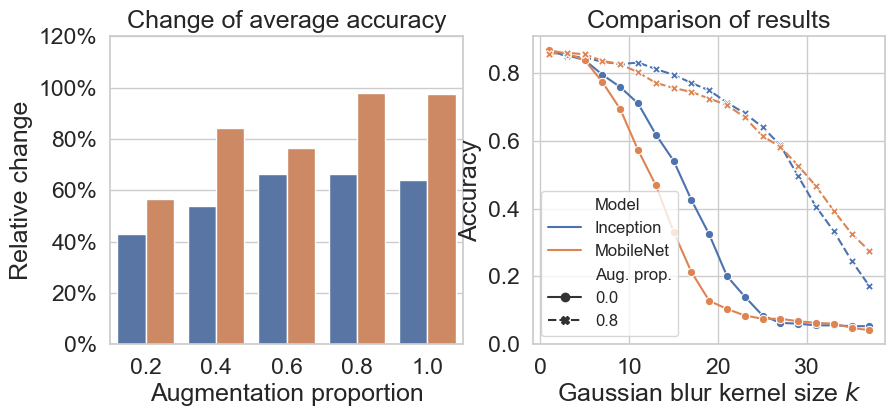 Change of average accuracy
120%
100%
80%
60%
40%
20%
0%
Relative change
0.2 0.4 0.6 0.8 1.0
Augmentation proportion
Comparison of results
0.8
0.6
0.4
0.2
0.0
Accuracy
Model
Inception
MobileNet
Aug. prop.
0.0
0.8
0 10 20 30
Gaussian blur kernel size k